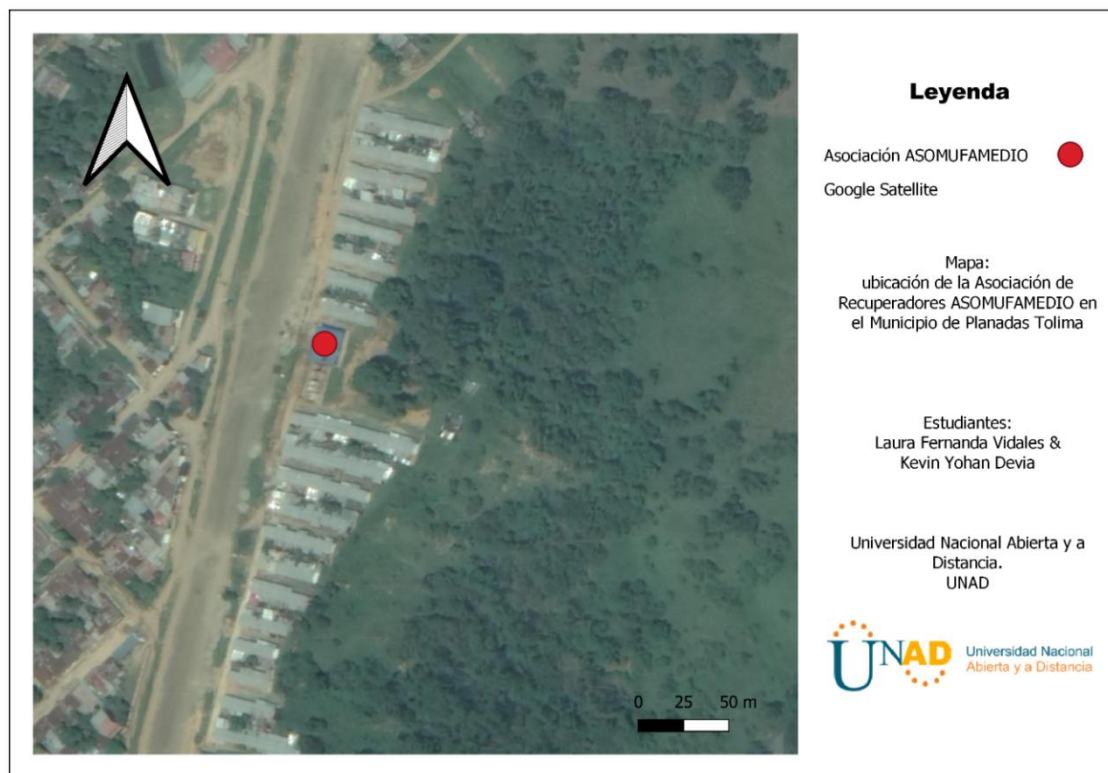 Leyenda
Asociación ASOMUFAMEDIO
Google Satellite
Mapa:
ubicación de la Asociación de
Recuperadores ASOMUFAMEDIO en
el Municipio de Planadas Tolima
Estudiantes:
Laura Fernanda Vidales &
Kevin Yohan Devia
Universidad Nacional Abierta y a
Distancia.
UNAD
UNAD Universidad Nacional
Abierta y a Distancia
0 25 50 m